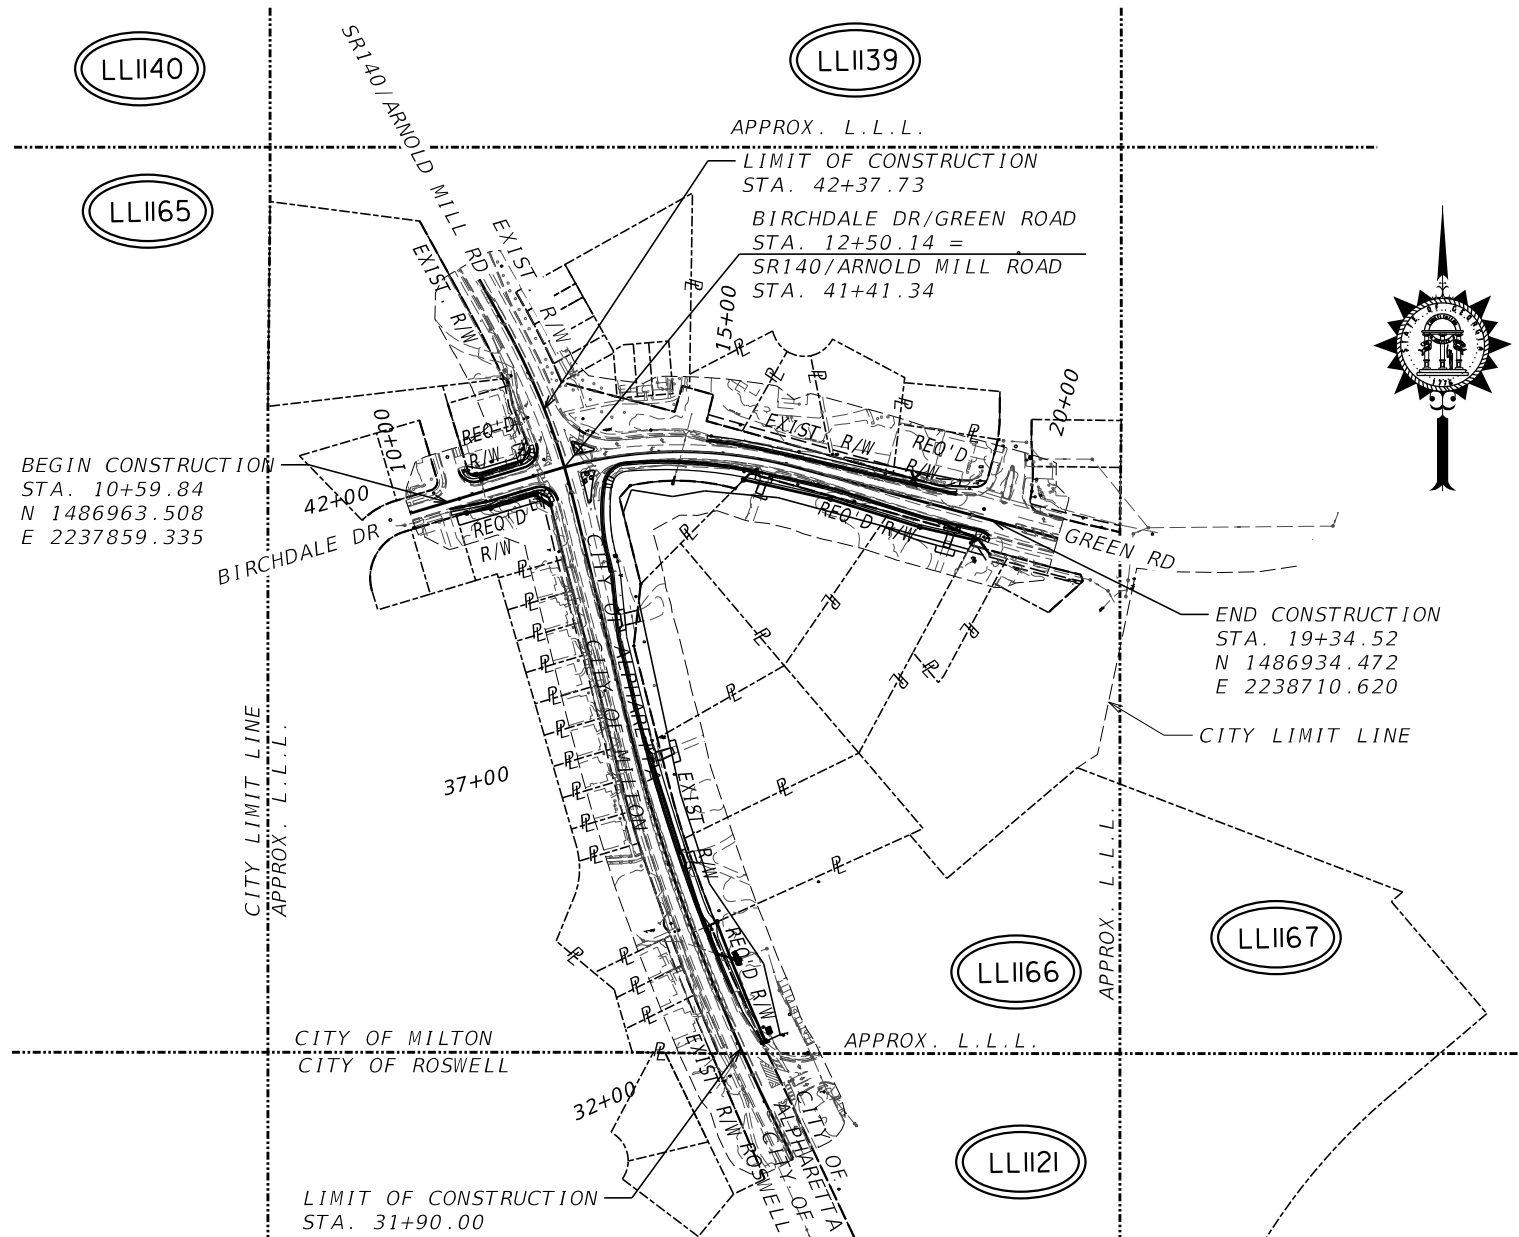 LL1140
LL1139
SR140/ARNOLD MILL RD
APPROX. L.L.L.
LIMIT OF CONSTRUCTION
STA. 42+37.73
LL1165
BIRCHDALE DR/GREEN ROAD
STA. 12+50.14 =
SR140/ARNOLD MILL ROAD
STA. 41+41.34
EXIST. R/W
EXIST R/W
15+00
STATE OF GEORGIA
1776
20+00
10+00
REQ'D
R/W
EXIST. R/W
REQ'D
R/W
BEGIN CONSTRUCTION
STA. 10+59.84
N 1486963.508
E 2237859.335
42+00
BIRCHDALE DR
REQ'D
R/W
REQ'D R/W
GREEN RD
END CONSTRUCTION
STA. 19+34.52
N 1486934.472
E 2238710.620
CITY LIMIT LINE
CITY OF ALPHARETTA
CITY OF MILTON
37+00
CITY LIMIT LINE
APPROX. L.L.L.
EXIST R/W
APPROX. L.L.L.
LL1167
LL1166
REQ'D R/W
CITY OF MILTON
CITY OF ROSWELL
APPROX. L.L.L.
EXIST R/W
32+00
CITY OF
ALPHARETTA
CITY OF
ROSWELL
LL1121
LIMIT OF CONSTRUCTION
STA. 31+90.00